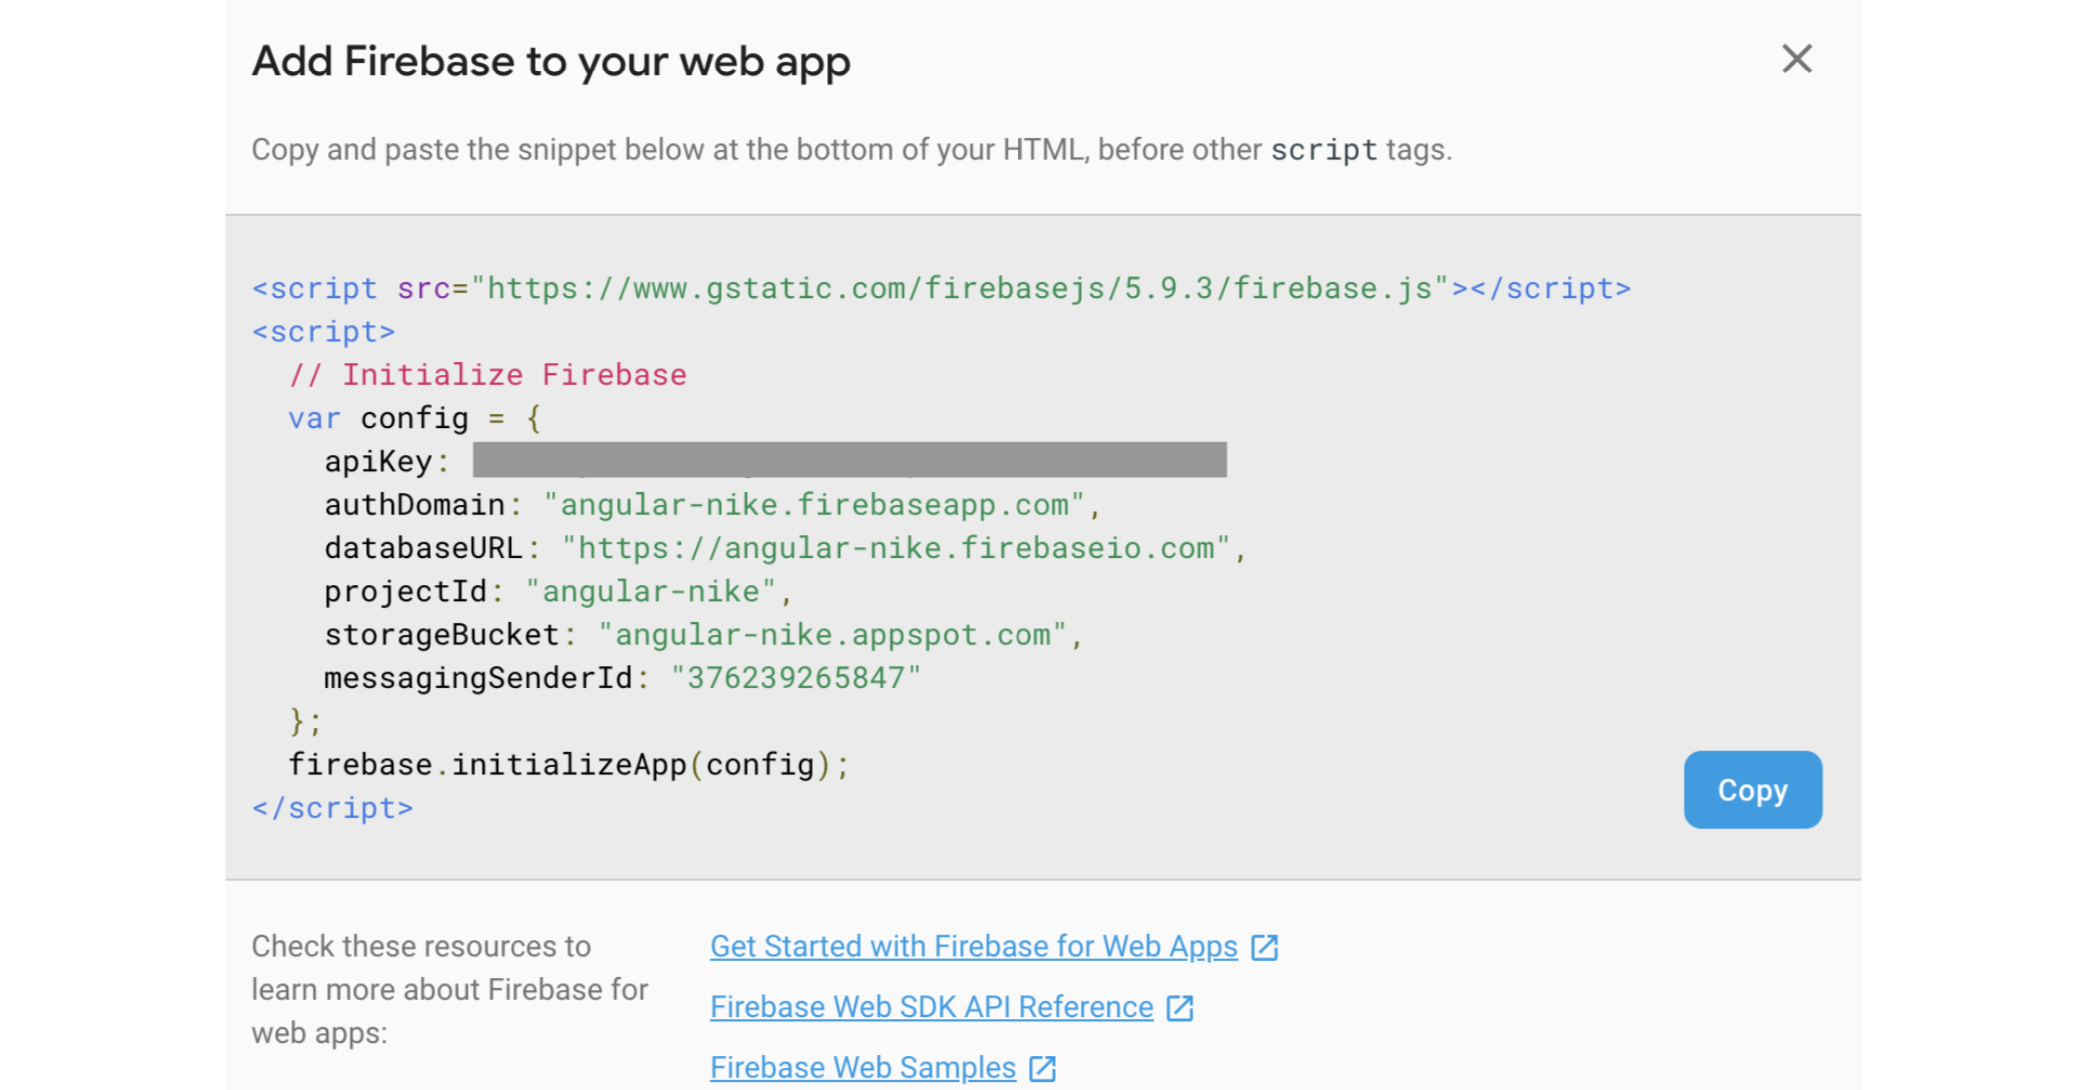 Add Firebase to your web app
Copy and paste the snippet below at the bottom of your HTML, before other script tags.
<script src="https://www.gstatic.com/firebasejs/5.9.3/firebase.js"></script>
<script>
  // Initialize Firebase
  var config = {
    apiKey:
    authDomain: "angular-nike.firebaseapp.com",
    databaseURL: "https://angular-nike.firebaseio.com",
    projectId: "angular-nike",
    storageBucket: "angular-nike.appspot.com",
    messagingSenderId: "376239265847"
  };
  firebase.initializeApp(config);
</script>
Copy
Check these resources to
learn more about Firebase for
web apps:
Get Started with Firebase for Web Apps
Firebase Web SDK API Reference
Firebase Web Samples